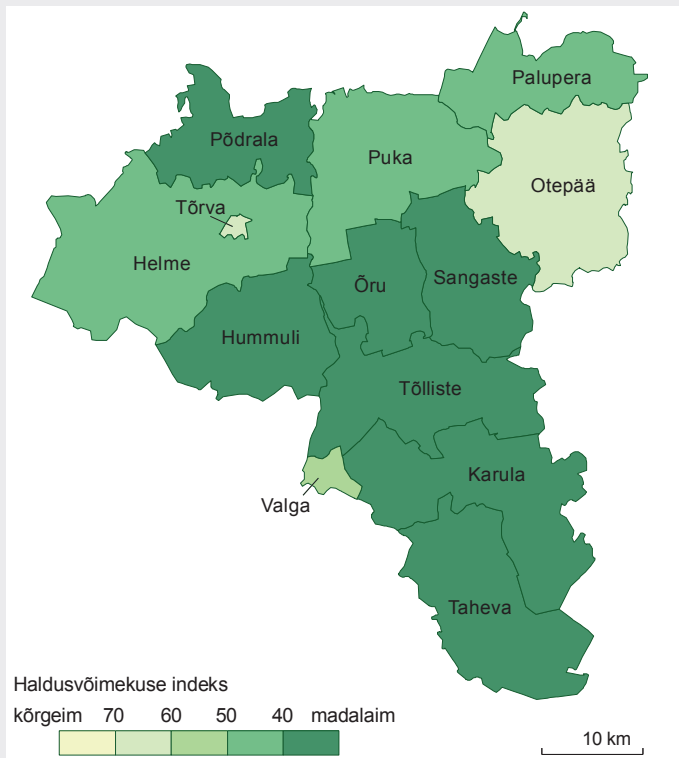 Palupera
Põdrala
Puka
Otepää
Tõrva
Helme
Õru
Sangaste
Hummuli
Tõlliste
Karula
Valga
Taheva
Haldusvõimekuse indeks
kõrgeim 70 60 50 40 madalaim
10 km